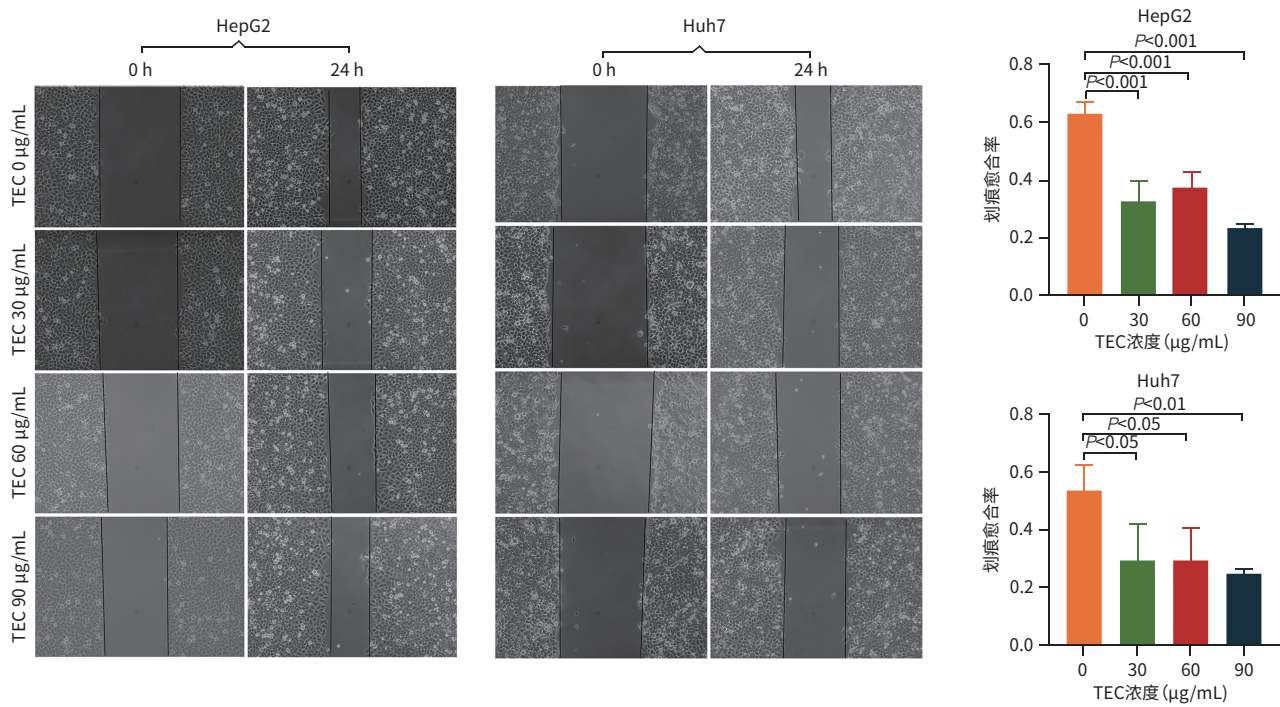 HepG2
0 h
24 h
Huh7
0 h
24 h
TEC 0 μg/mL
TEC 30 μg/mL
TEC 60 μg/mL
TEC 90 μg/mL
HepG2
P<0.001
P<0.001
P<0.001
0.8
0.6
0.4
0.2
0.0
划痕愈合率
0 30 60 90
TEC浓度(μg/mL)
Huh7
P<0.01
P<0.05
P<0.05
0.8
0.6
0.4
0.2
0.0
划痕愈合率
0 30 60 90
TEC浓度(μg/mL)